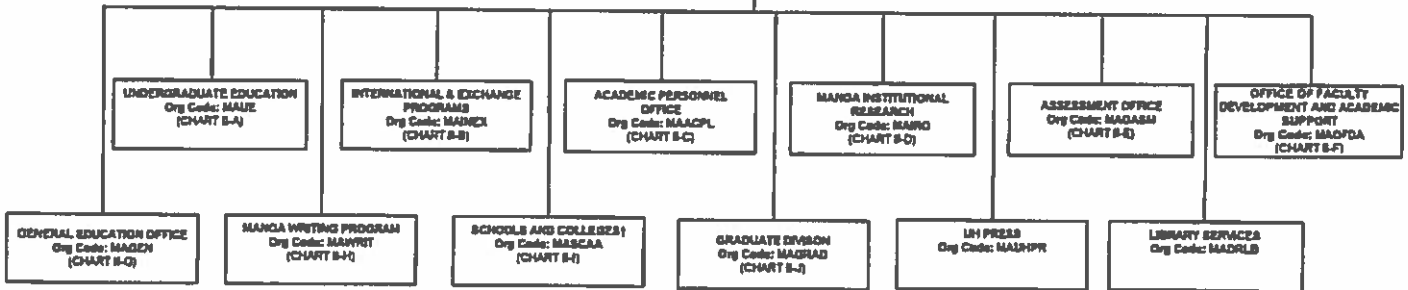 UNDERGRADUATE EDUCATION
Org Code: MAUE
(CHART II-A)
INTERNATIONAL & EXCHANGE
PROGRAMS
Org Code: MAINEX
(CHART II-B)
ACADEMIC PERSONNEL
OFFICE
Org Code: MAACPL
(CHART II-C)
MANOA INSTITUTIONAL
RESEARCH
Org Code: MAIRO
(CHART II-D)
ASSESSMENT OFFICE
Org Code: MAOASM
(CHART II-E)
OFFICE OF FACULTY
DEVELOPMENT AND ACADEMIC
SUPPORT
Org Code: MAOFDA
(CHART II-F)
GENERAL EDUCATION OFFICE
Org Code: MAGEN
(CHART II-G)
MANOA WRITING PROGRAM
Org Code: MAWRIT
(CHART II-H)
SCHOOLS AND COLLEGES†
Org Code: MASCAA
(CHART II-I)
GRADUATE DIVISON
Org Code: MAGRAD
(CHART II-J)
UH PRESS
Org Code: MAUHPR
LIBRARY SERVICES
Org Code: